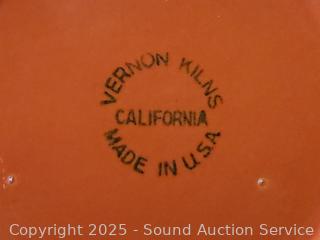 VERNON KILNS
CALIFORNIA
MADE IN U.S.A.
Copyright 2025 - Sound Auction Service